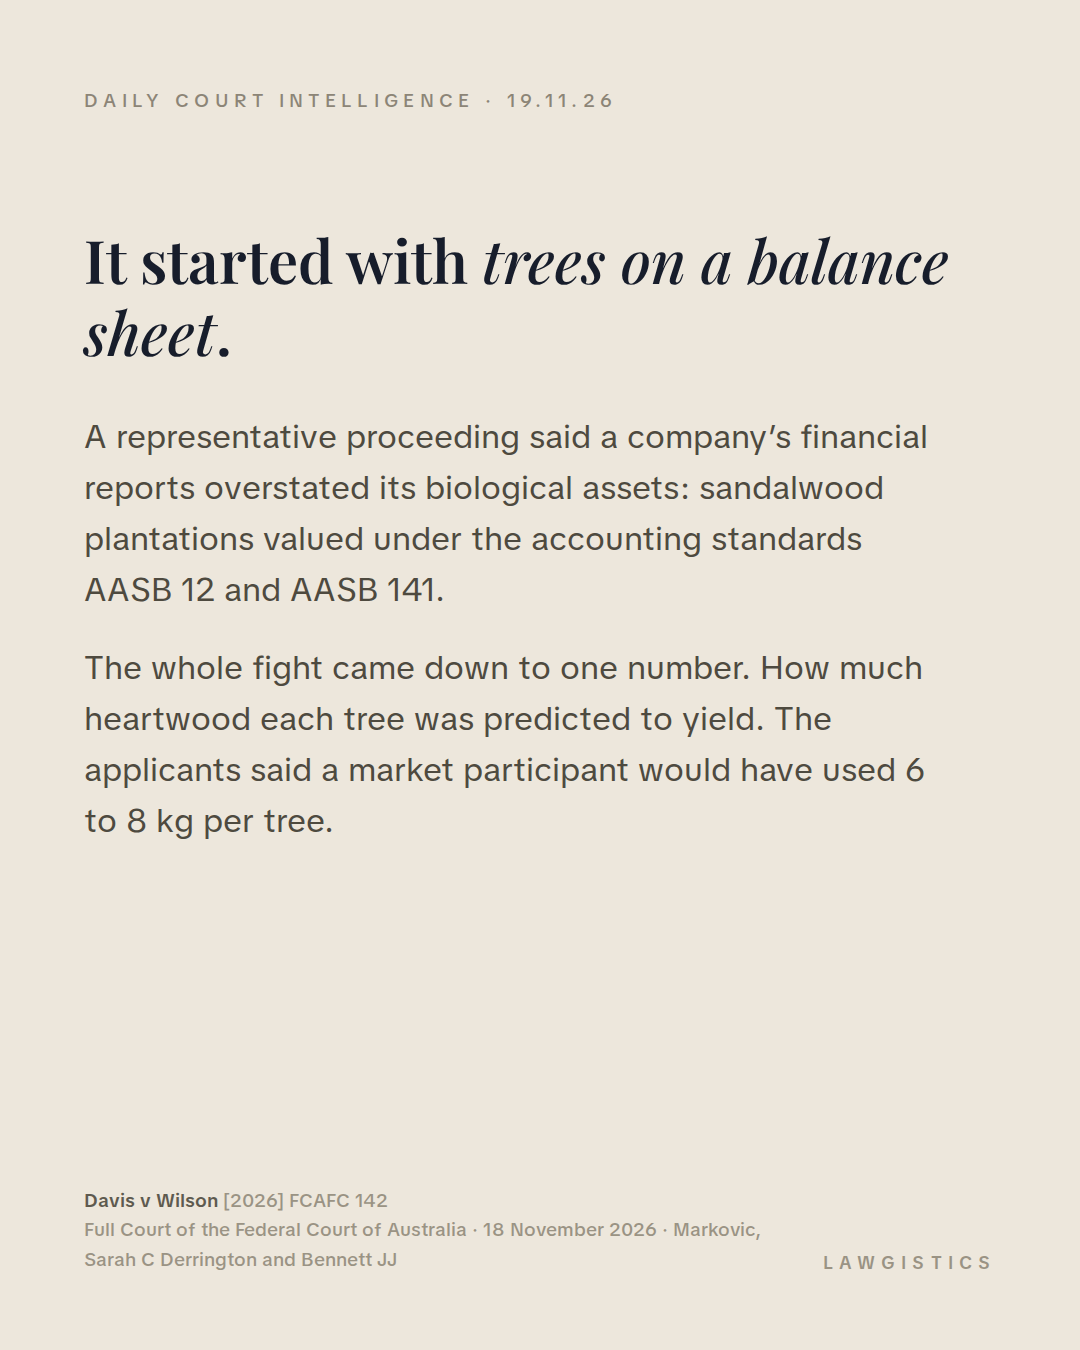 DAILY COURT INTELLIGENCE · 19.11.26
It started with trees on a balance
sheet.
A representative proceeding said a company’s financial
reports overstated its biological assets: sandalwood
plantations valued under the accounting standards
AASB 12 and AASB 141.
The whole fight came down to one number. How much
heartwood each tree was predicted to yield. The
applicants said a market participant would have used 6
to 8 kg per tree.
Davis v Wilson [2026] FCAFC 142
Full Court of the Federal Court of Australia · 18 November 2026 · Markovic,
Sarah C Derrington and Bennett JJ
LAWGISTICS